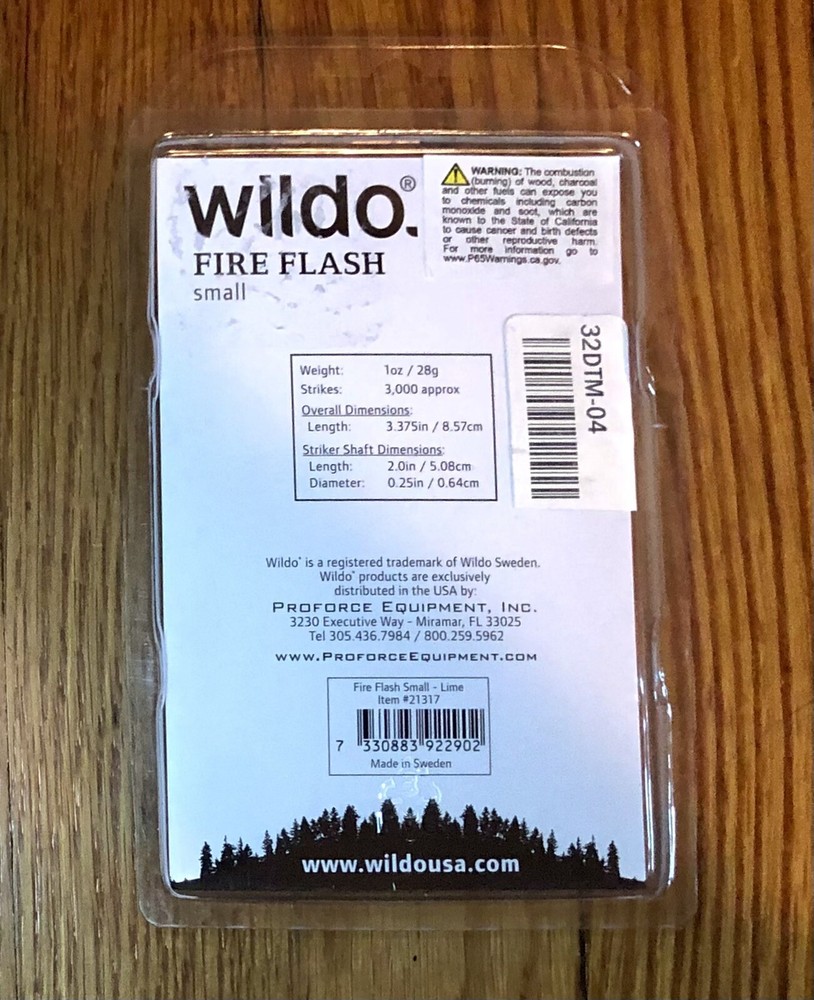 wildo.®
FIRE FLASH
small
WARNING: The combustion
(burning) of wood, charcoal
and other fuels can expose you
to chemicals including carbon
monoxide and soot, which are
known to the State of California
to cause cancer and birth defects
or other reproductive harm.
For more information go to
www.P65Warnings.ca.gov.
32DTM-04
Weight: 1oz / 28g
Strikes: 3,000 approx
Overall Dimensions:
Length: 3.375in / 8.57cm
Striker Shaft Dimensions:
Length: 2.0in / 5.08cm
Diameter: 0.25in / 0.64cm
Wildo® is a registered trademark of Wildo Sweden.
Wildo® products are exclusively
distributed in the USA by:
PROFORCE EQUIPMENT, INC.
3230 Executive Way - Miramar, FL 33025
Tel 305.436.7984 / 800.259.5962
WWW.PROFORCEEQUIPMENT.COM
Fire Flash Small - Lime
Item #21317
7 330883 922902
Made in Sweden
www.wildousa.com